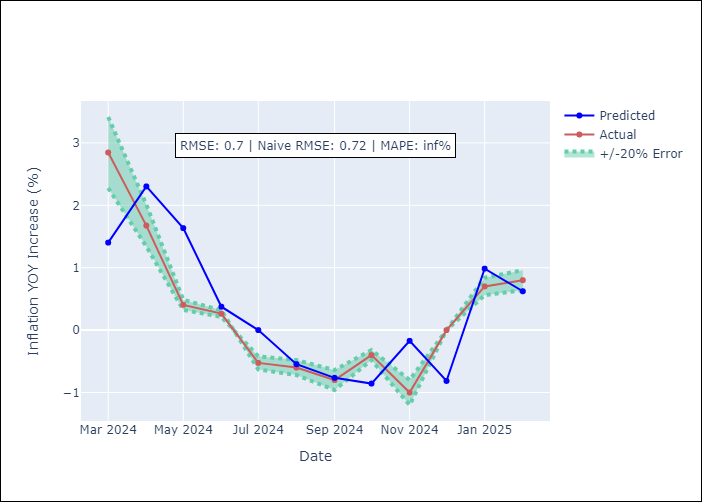 RMSE: 0.7 | Naive RMSE: 0.72 | MAPE: inf%
Predicted
Actual
+/-20% Error
Inflation YOY Increase (%)
3
2
1
0
−1
Mar 2024
May 2024
Jul 2024
Sep 2024
Nov 2024
Jan 2025
Date